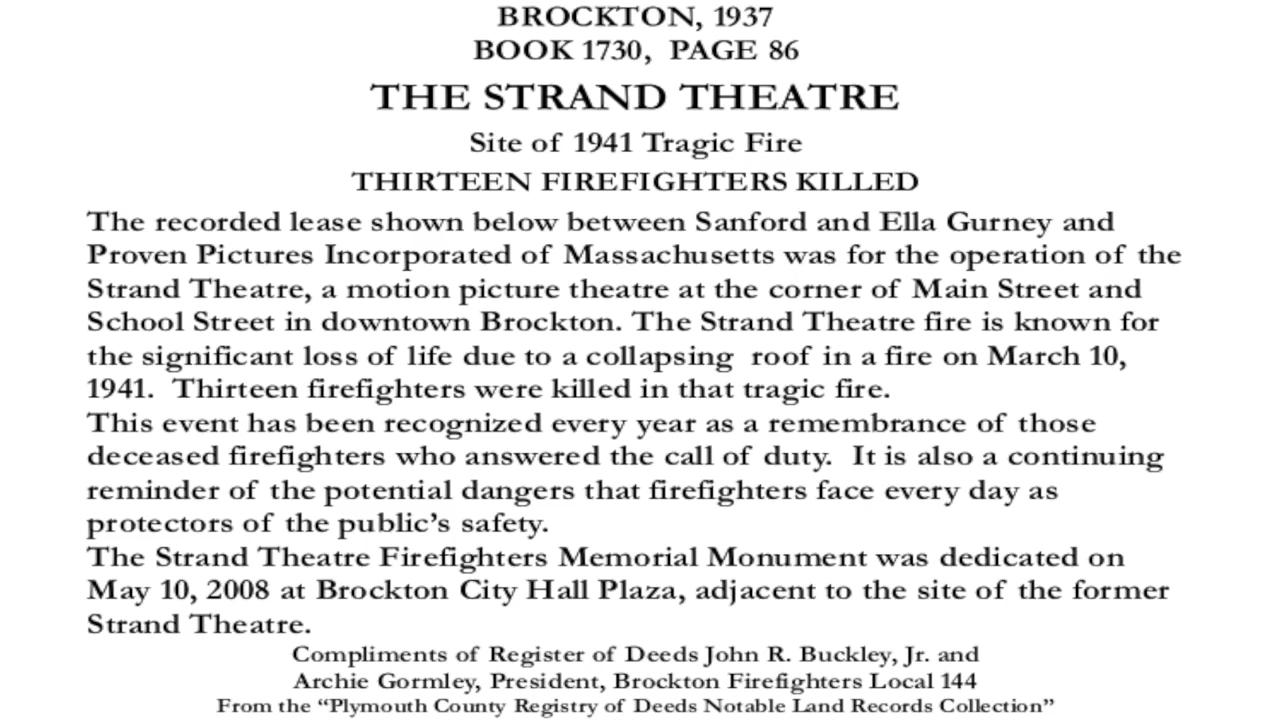 BROCKTON, 1937
BOOK 1730, PAGE 86
THE STRAND THEATRE
Site of 1941 Tragic Fire
THIRTEEN FIREFIGHTERS KILLED
The recorded lease shown below between Sanford and Ella Gurney and
Proven Pictures Incorporated of Massachusetts was for the operation of the
Strand Theatre, a motion picture theatre at the corner of Main Street and
School Street in downtown Brockton. The Strand Theatre fire is known for
the significant loss of life due to a collapsing roof in a fire on March 10,
1941. Thirteen firefighters were killed in that tragic fire.
This event has been recognized every year as a remembrance of those
deceased firefighters who answered the call of duty. It is also a continuing
reminder of the potential dangers that firefighters face every day as
protectors of the public’s safety.
The Strand Theatre Firefighters Memorial Monument was dedicated on
May 10, 2008 at Brockton City Hall Plaza, adjacent to the site of the former
Strand Theatre.
Compliments of Register of Deeds John R. Buckley, Jr. and
Archie Gormley, President, Brockton Firefighters Local 144
From the “Plymouth County Registry of Deeds Notable Land Records Collection”